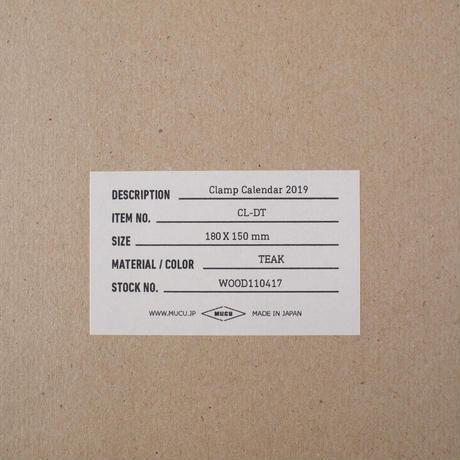 DESCRIPTION Clamp Calendar 2019
ITEM NO. CL-DT
SIZE 180 X 150 mm
MATERIAL / COLOR TEAK
STOCK NO. WOOD110417
WWW.MUCU.JP MUCU MADE IN JAPAN